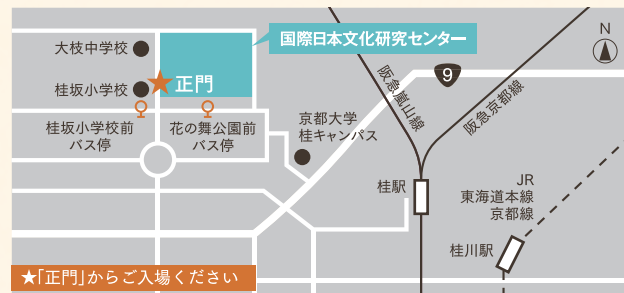 大枝中学校
国際日本文化研究センター
N
桂坂小学校
正門
9
阪急嵐山線
阪急京都線
桂坂小学校前
バス停
花の舞公園前
バス停
京都大学
桂キャンパス
桂駅
JR
東海道本線
京都線
桂川駅
★「正門」からご入場ください